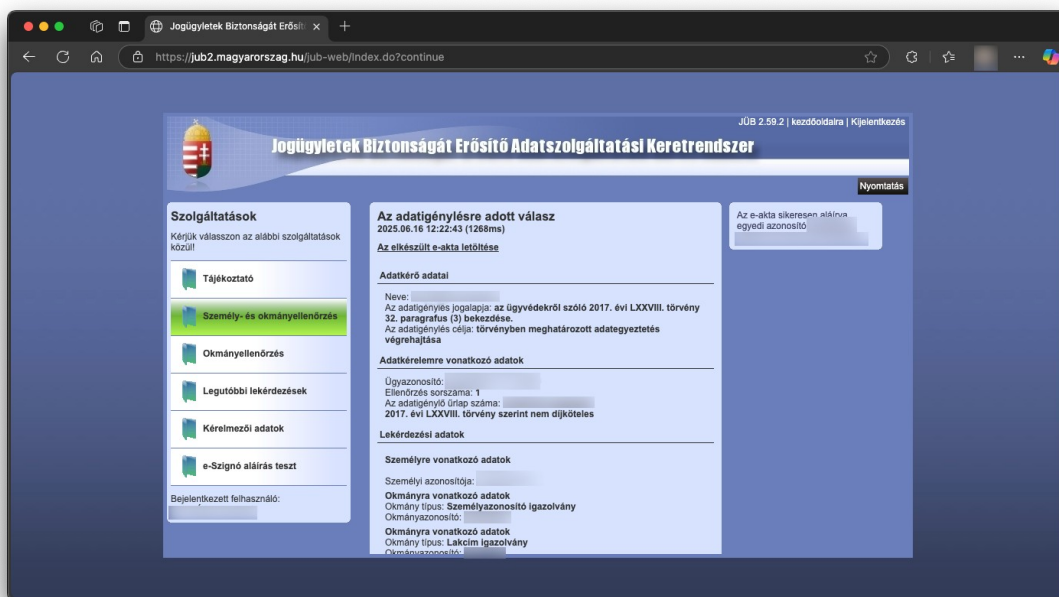 Jogügyletek Biztonságát Erősít
https://jub2.magyarorszag.hu/jub-web/Index.do?continue
JÜB 2.59.2 | kezdőoldalra | Kijelentkezés
Jogügyletek Biztonságát Erősítő Adatszolgáltatási Keretrendszer
Nyomtatás
Szolgáltatások
Kérjük válasszon az alábbi szolgáltatások
közül!
Tájékoztató
Személy- és okmányellenőrzés
Okmányellenőrzés
Legutóbbi lekérdezések
Kérelmezői adatok
e-Szignó aláírás teszt
Bejelentkezett felhasználó:
Az adatigénylésre adott válasz
2025.06.16 12:22:43 (1268ms)
Az elkészült e-akta letöltése
Adatkérő adatai
Neve:
Az adatigénylés jogalapja: az ügyvédekről szóló 2017. évi LXXVIII. törvény
32. paragrafus (3) bekezdése.
Az adatigénylés célja: törvényben meghatározott adategyeztetés
végrehajtása
Adatkérelemre vonatkozó adatok
Ügyazonosító:
Ellenőrzés sorszáma: 1
Az adatigénylő űrlap száma:
2017. évi LXXVIII. törvény szerint nem díjköteles
Lekérdezési adatok
Személyre vonatkozó adatok
Személyi azonosítója:
Okmányra vonatkozó adatok
Okmány típus: Személyazonosító igazolvány
Okmányazonosító:
Okmányra vonatkozó adatok
Okmány típus: Lakcím igazolvány
Okmányazonosító:
Az e-akta sikeresen aláírva
egyedi azonosító